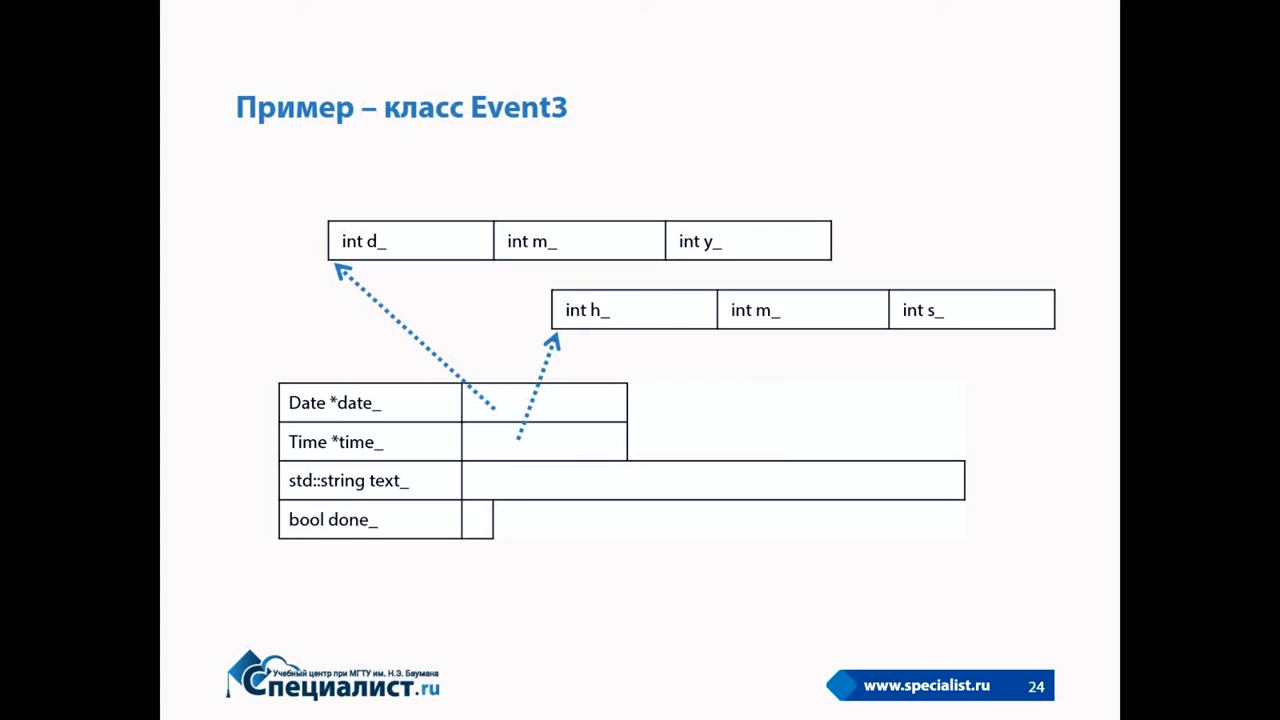 Пример – класс Event3
int d_ int m_ int y_
int h_ int m_ int s_
Date *date_
Time *time_
std::string text_
bool done_
Учебный центр при МГТУ им. Н.Э. Баумана
Специалист.ru
www.specialist.ru 24